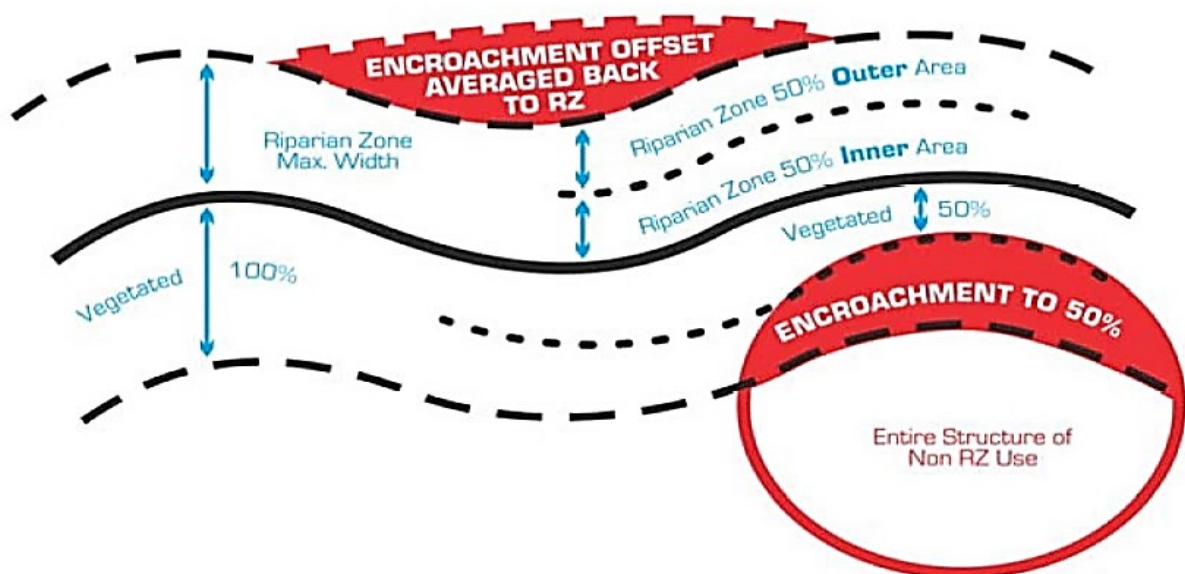 ENCROACHMENT OFFSET
AVERAGED BACK
TO RZ
Riparian Zone
Max. Width
Riparian Zone 50% Outer Area
Riparian Zone 50% Inner Area
Vegetated 50%
Vegetated 100%
ENCROACHMENT TO 50%
Entire Structure of
Non RZ Use